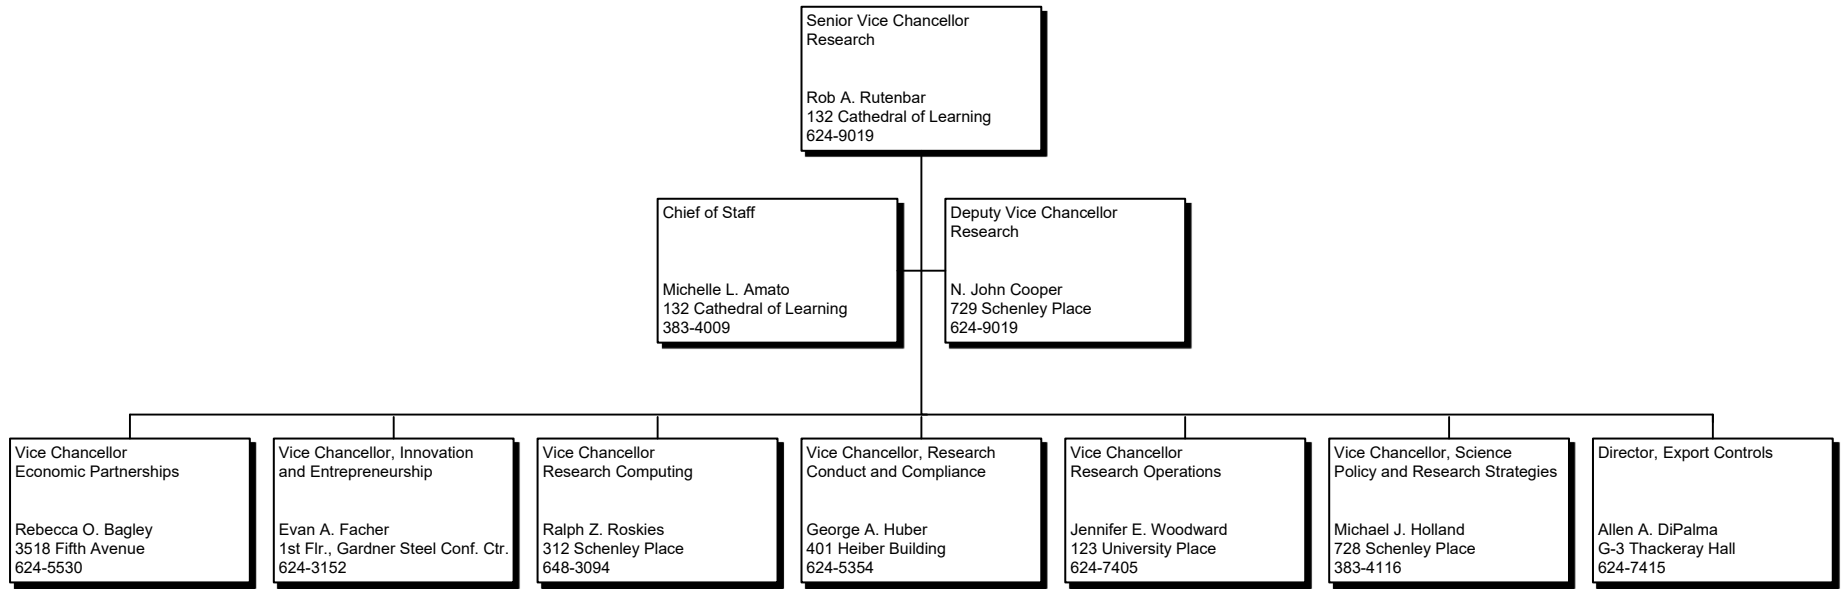 Senior Vice Chancellor
Research
Rob A. Rutenbar
132 Cathedral of Learning
624-9019
Chief of Staff
Michelle L. Amato
132 Cathedral of Learning
383-4009
Deputy Vice Chancellor
Research
N. John Cooper
729 Schenley Place
624-9019
Vice Chancellor
Economic Partnerships
Rebecca O. Bagley
3518 Fifth Avenue
624-5530
Vice Chancellor, Innovation
and Entrepreneurship
Evan A. Facher
1st Flr., Gardner Steel Conf. Ctr.
624-3152
Vice Chancellor
Research Computing
Ralph Z. Roskies
312 Schenley Place
648-3094
Vice Chancellor, Research
Conduct and Compliance
George A. Huber
401 Heiber Building
624-5354
Vice Chancellor
Research Operations
Jennifer E. Woodward
123 University Place
624-7405
Vice Chancellor, Science
Policy and Research Strategies
Michael J. Holland
728 Schenley Place
383-4116
Director, Export Controls
Allen A. DiPalma
G-3 Thackeray Hall
624-7415